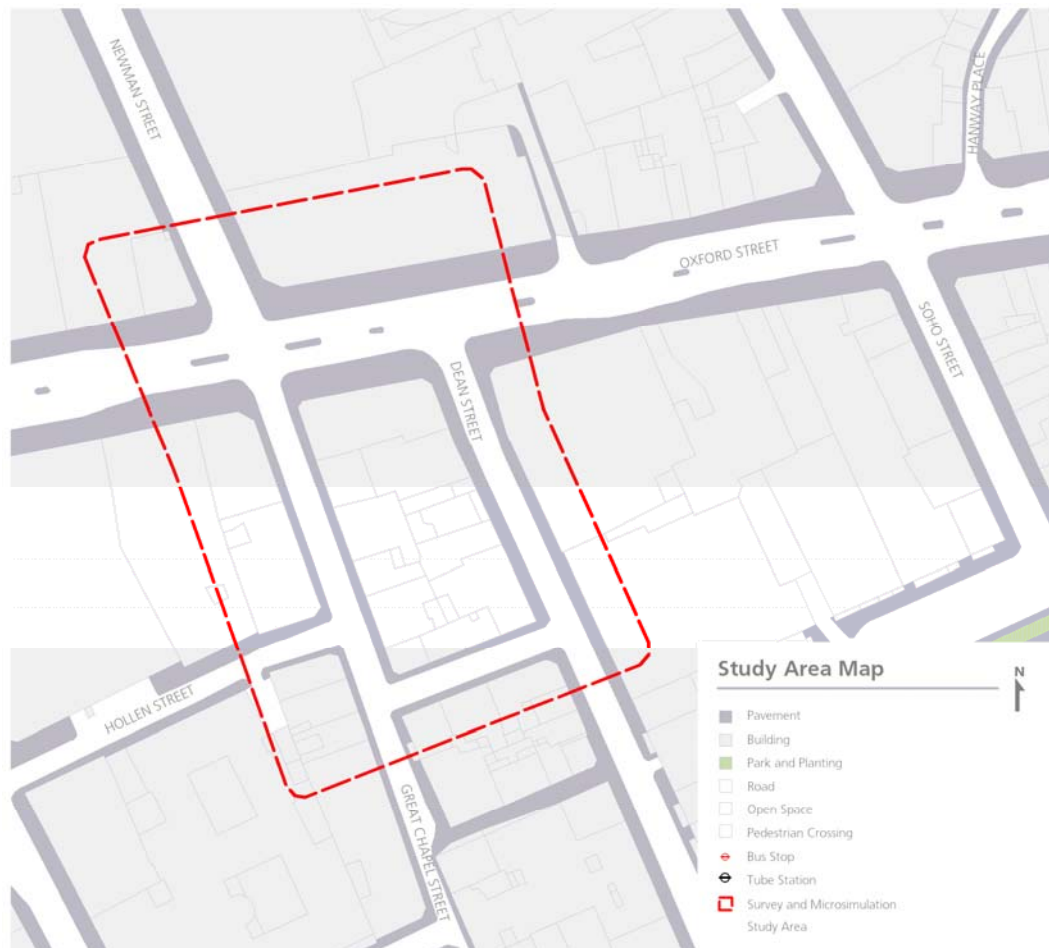 NEWMAN STREET
HANWAY PLACE
OXFORD STREET
SOHO STREET
DEAN STREET
HOLLEN STREET
GREAT CHAPEL STREET
Study Area Map
N
Pavement
Building
Park and Planting
Road
Open Space
Pedestrian Crossing
Bus Stop
Tube Station
Survey and Microsimulation
Study Area